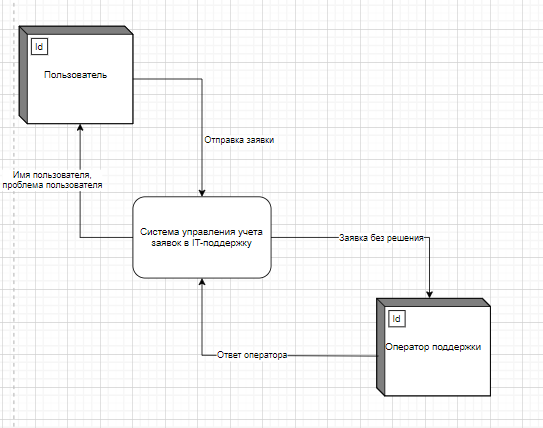 Id
Пользователь
Отправка заявки
Имя пользователя,
проблема пользователя
Система управления учета
заявок в IT-поддержку
Заявка без решения
Id
Оператор поддержки
Ответ оператора